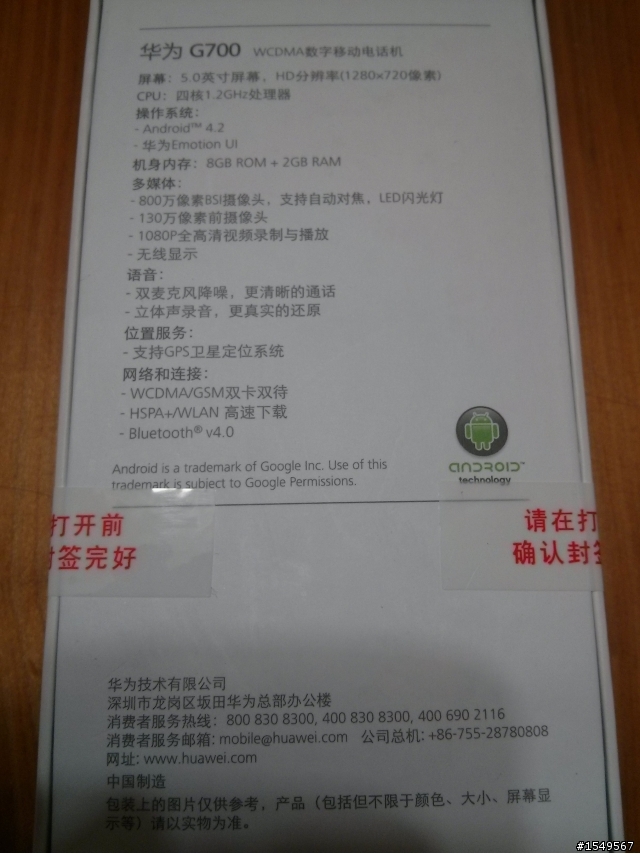 华为 G700 WCDMA数字移动电话机
屏幕：5.0英寸屏幕，HD分辨率(1280×720像素)
CPU：四核1.2GHz处理器
操作系统：
- Android™ 4.2
- 华为Emotion UI
机身内存：8GB ROM + 2GB RAM
多媒体：
- 800万像素BSI摄像头，支持自动对焦，LED闪光灯
- 130万像素前摄像头
- 1080P全高清视频录制与播放
- 无线显示
语音：
- 双麦克风降噪，更清晰的通话
- 立体声录音，更真实的还原
位置服务：
- 支持GPS卫星定位系统
网络和连接：
- WCDMA/GSM双卡双待
- HSPA+/WLAN 高速下载
- Bluetooth® v4.0
Android is a trademark of Google Inc. Use of this
trademark is subject to Google Permissions.
ANDROID™
technology
打开前
封签完好
请在打
确认封签
华为技术有限公司
深圳市龙岗区坂田华为总部办公楼
消费者服务热线：800 830 8300, 400 830 8300, 400 690 2116
消费者服务邮箱: mobile@huawei.com 公司总机: +86-755-28780808
网址: www.huawei.com
中国制造
包装上的图片仅供参考，产品（包括但不限于颜色、大小、屏幕显
示等）请以实物为准。
#1549567